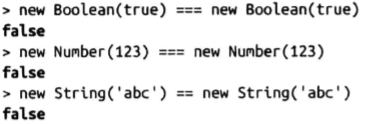 > new Boolean(true) === new Boolean(true)
false
> new Number(123) === new Number(123)
false
> new String('abc') == new String('abc')
false